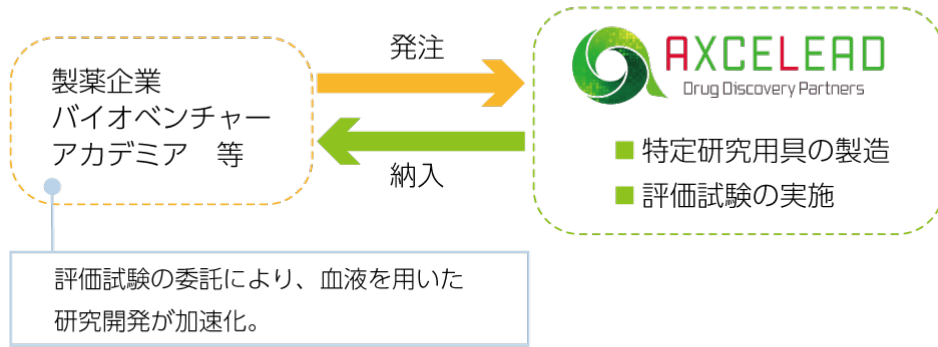 製薬企業
バイオベンチャー
アカデミア　等
発注
納入
AXCELEAD
Drug Discovery Partners
■ 特定研究用具の製造
■ 評価試験の実施
評価試験の委託により、血液を用いた
研究開発が加速化。